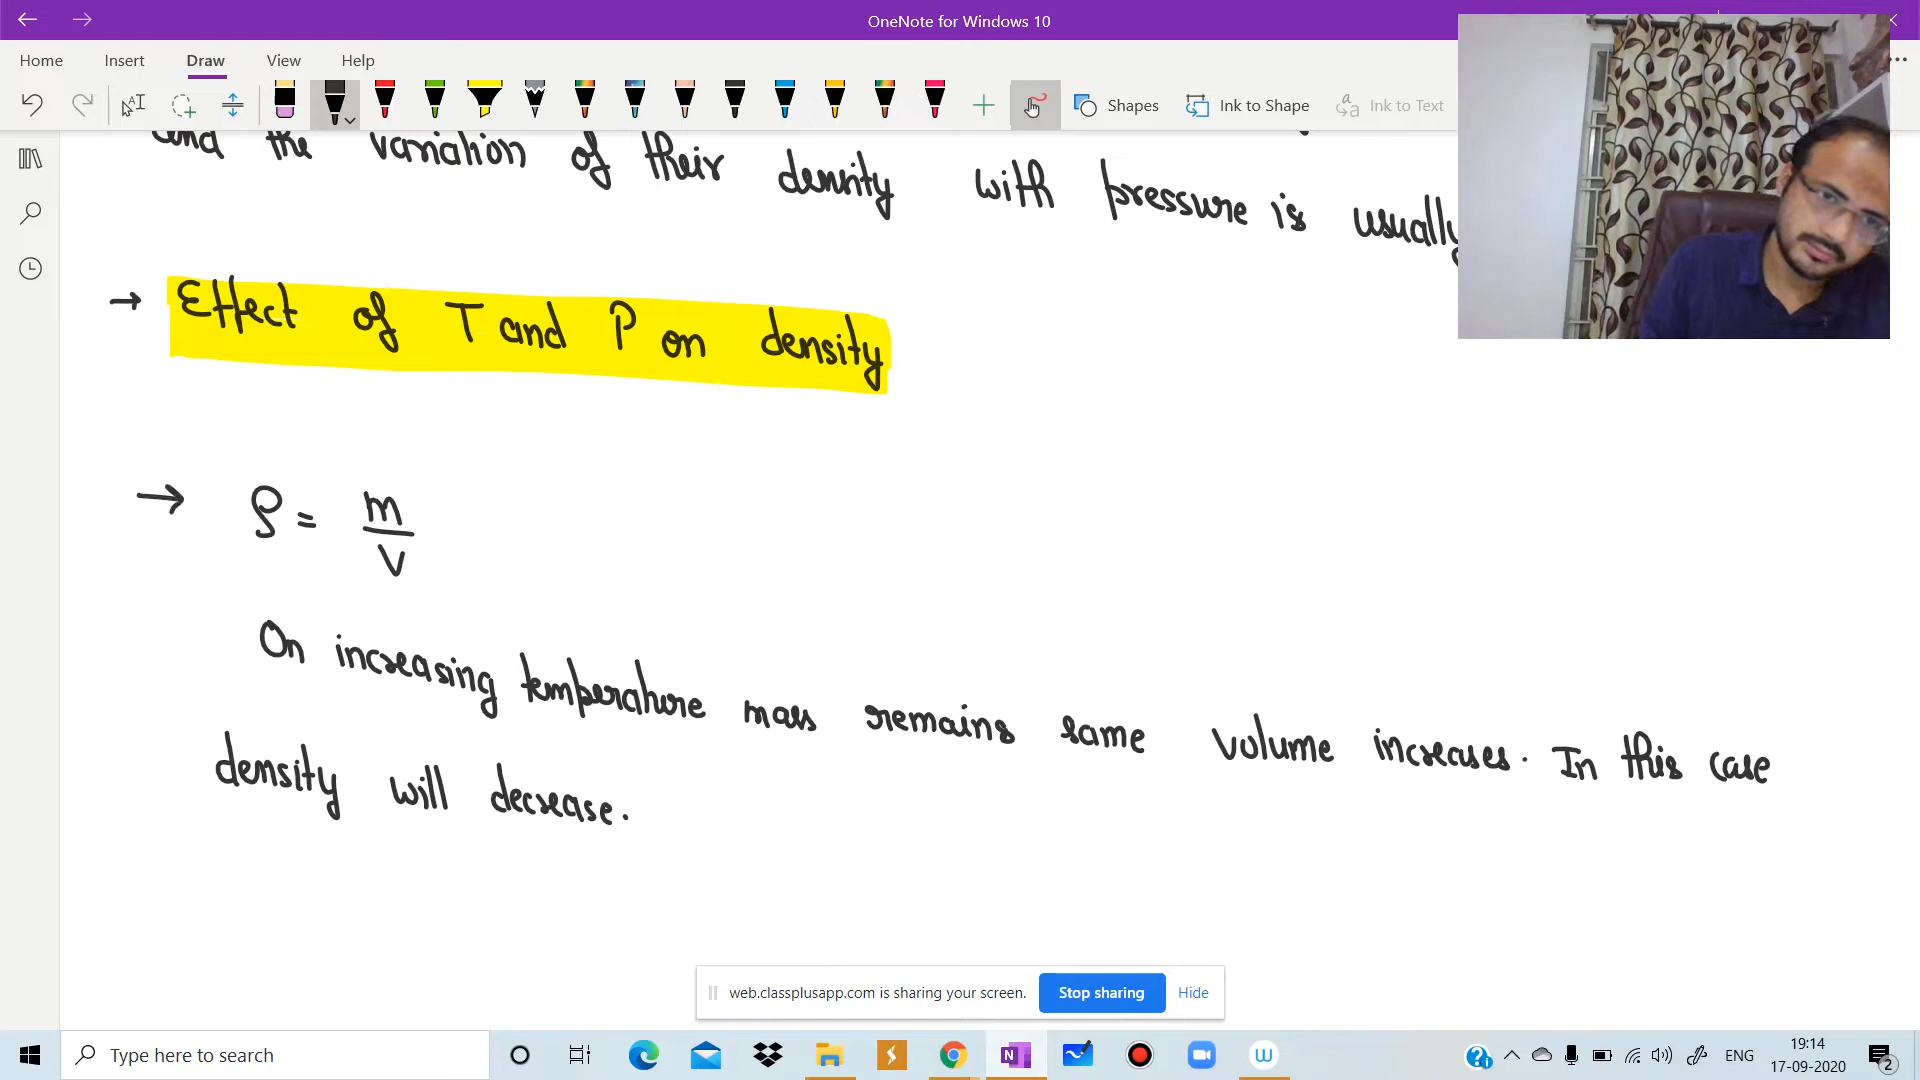 OneNote for Windows 10
Home Insert Draw View Help
Shapes Ink to Shape Ink to Text
and the variation of their density with pressure is usually
→ Effect of T and P on density
→ ρ = m/V
On increasing temperature mass remains same volume increases. In this case
density will decrease.
web.classplusapp.com is sharing your screen. Stop sharing Hide
Type here to search
ENG
19:14
17-09-2020
2